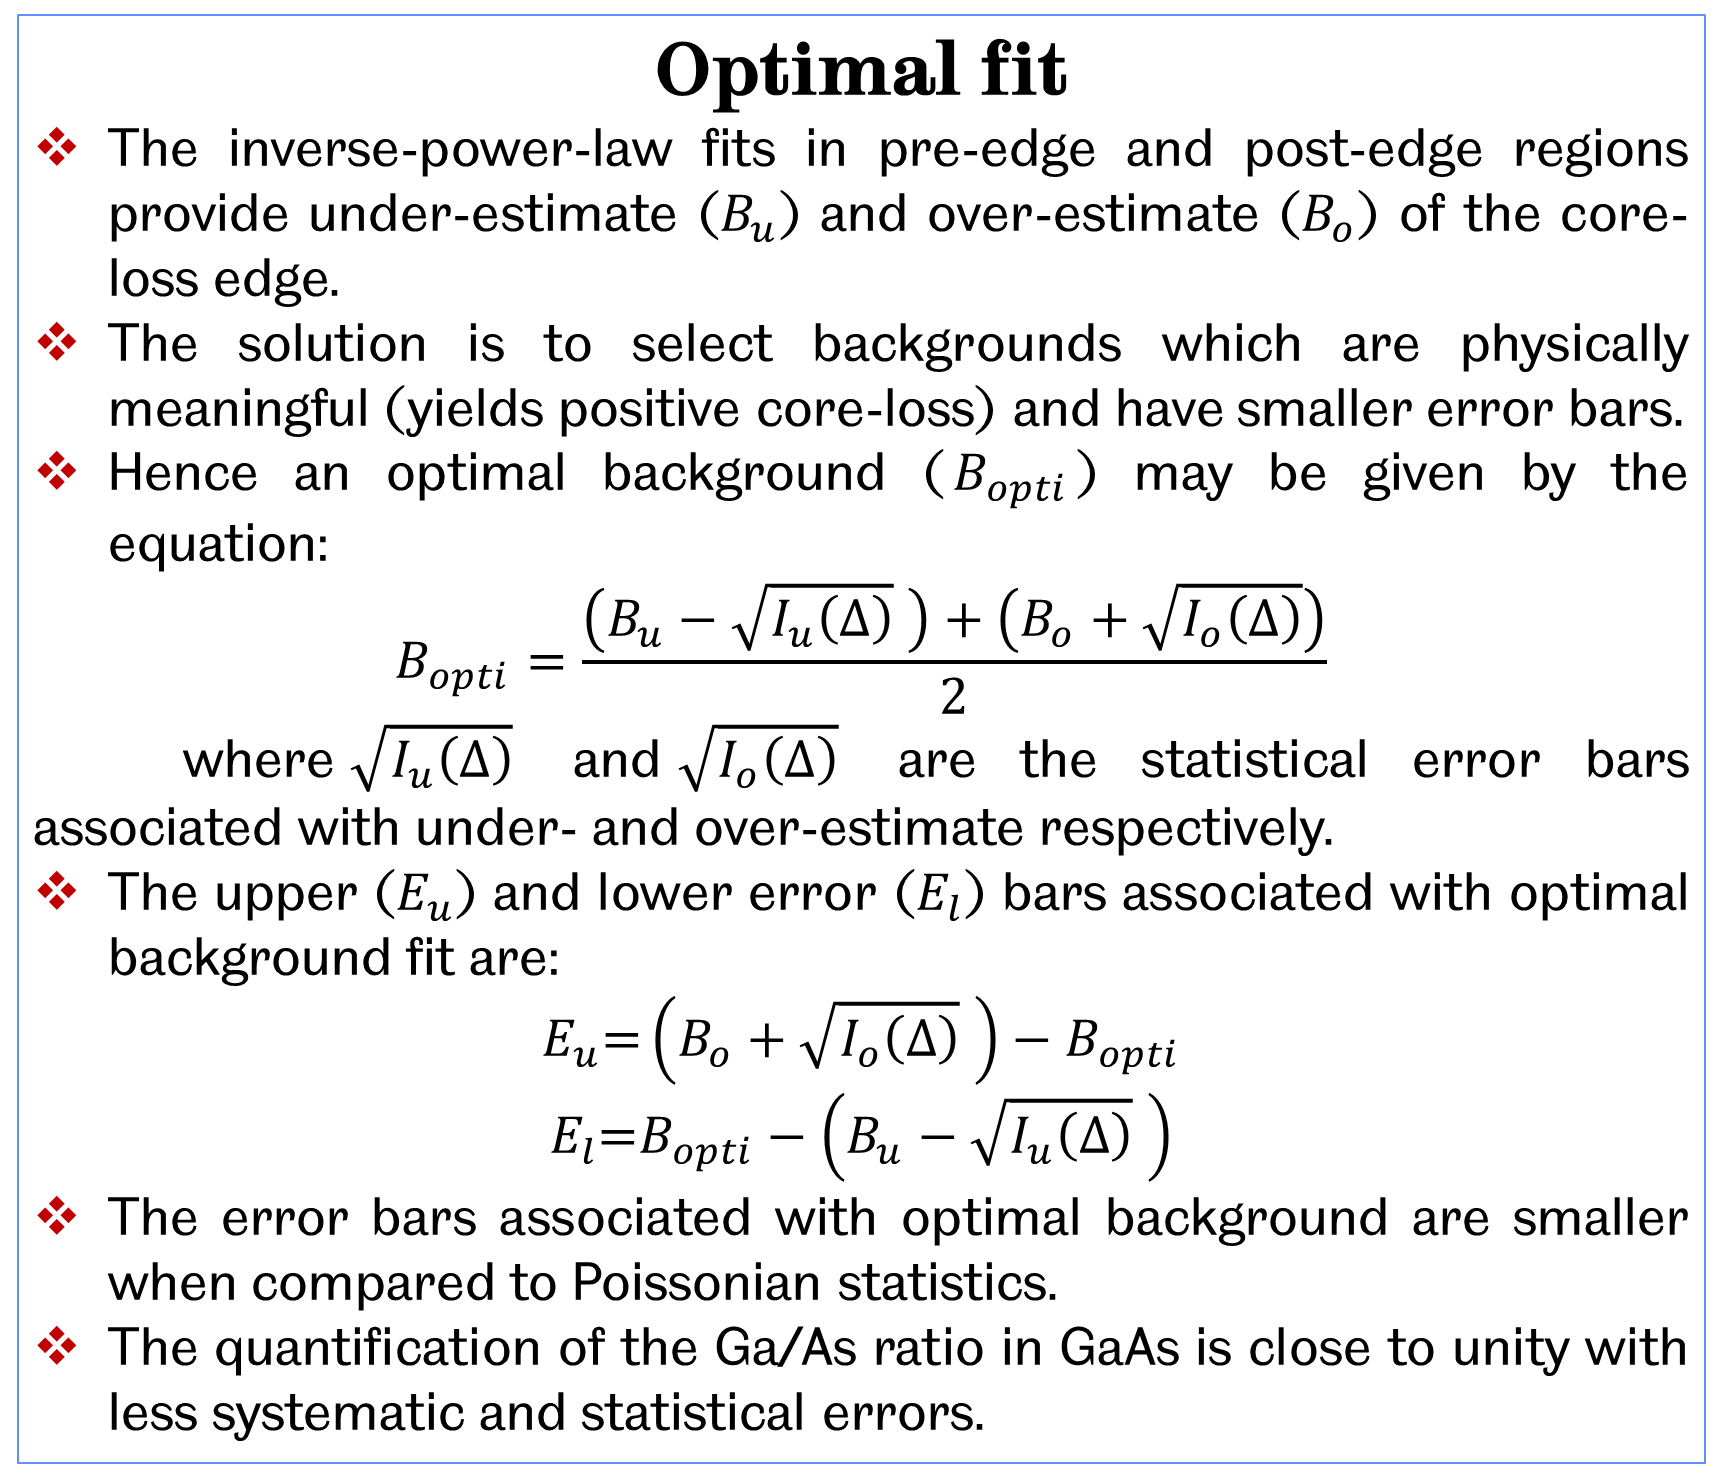 Optimal fit
❖ The inverse-power-law fits in pre-edge and post-edge regions
provide under-estimate (B_u) and over-estimate (B_o) of the core-
loss edge.
❖ The solution is to select backgrounds which are physically
meaningful (yields positive core-loss) and have smaller error bars.
❖ Hence an optimal background (B_opti) may be given by the
equation:
B_opti = ((B_u − √I_u(Δ)) + (B_o + √I_o(Δ))) / 2
where √I_u(Δ) and √I_o(Δ) are the statistical error bars
associated with under- and over-estimate respectively.
❖ The upper (E_u) and lower error (E_l) bars associated with optimal
background fit are:
E_u=(B_o + √I_o(Δ)) − B_opti
E_l=B_opti − (B_u − √I_u(Δ))
❖ The error bars associated with optimal background are smaller
when compared to Poissonian statistics.
❖ The quantification of the Ga/As ratio in GaAs is close to unity with
less systematic and statistical errors.